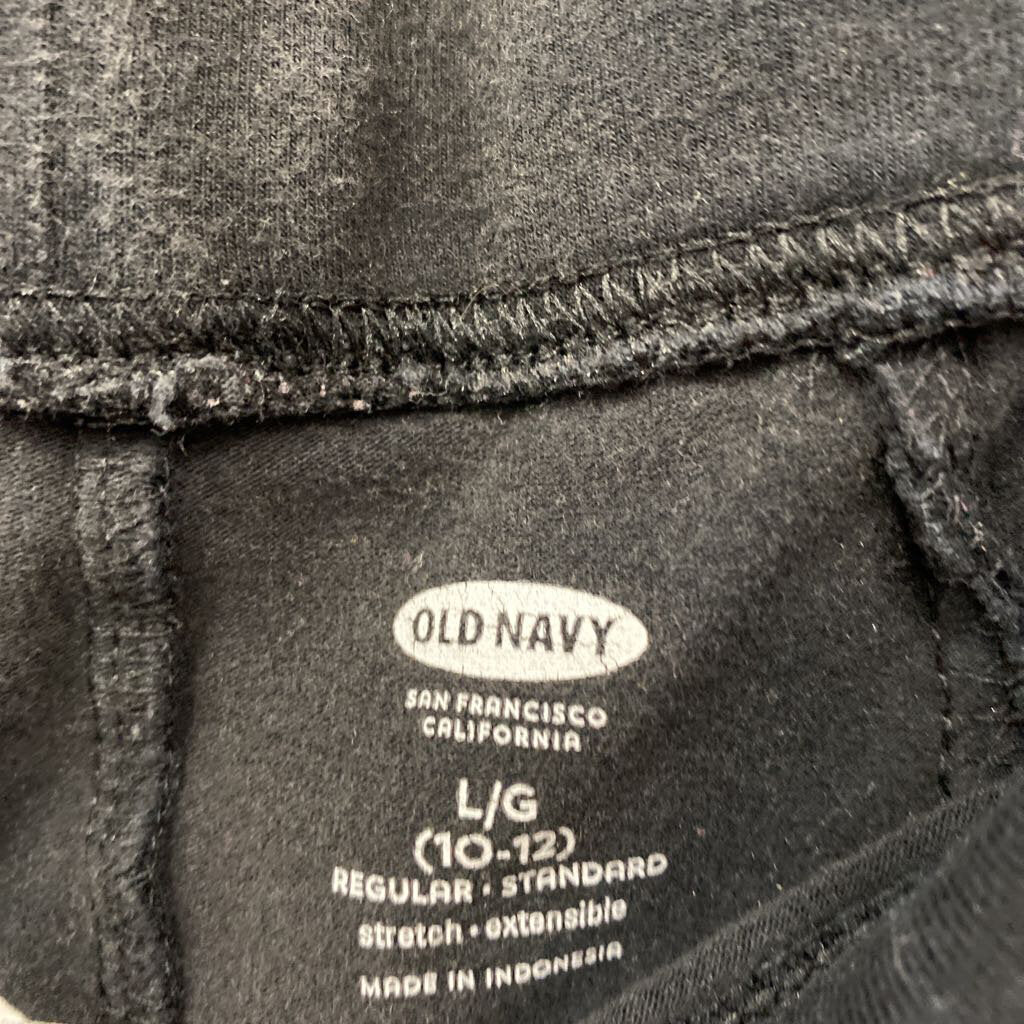 OLD NAVY
SAN FRANCISCO
CALIFORNIA
L/G
(10-12)
REGULAR • STANDARD
stretch • extensible
MADE IN INDONESIA